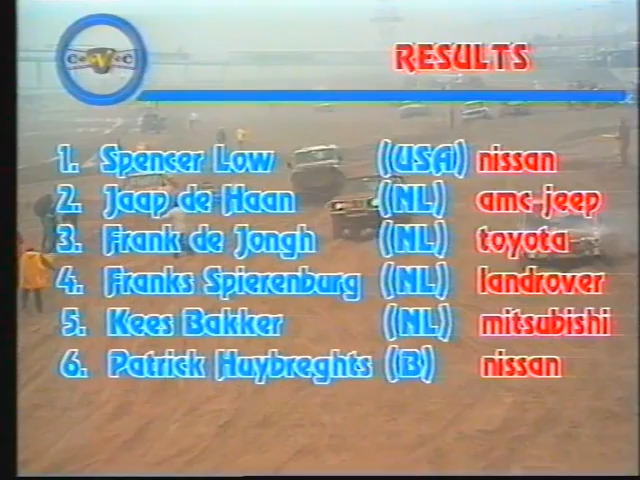 RESULTS
1. Spencer Low (USA) nissan
2. Jaap de Haan (NL) amc-jeep
3. Frank de Jongh (NL) toyota
4. Franks Spierenburg (NL) landrover
5. Kees Bakker (NL) mitsubishi
6. Patrick Huybreghts (B) nissan